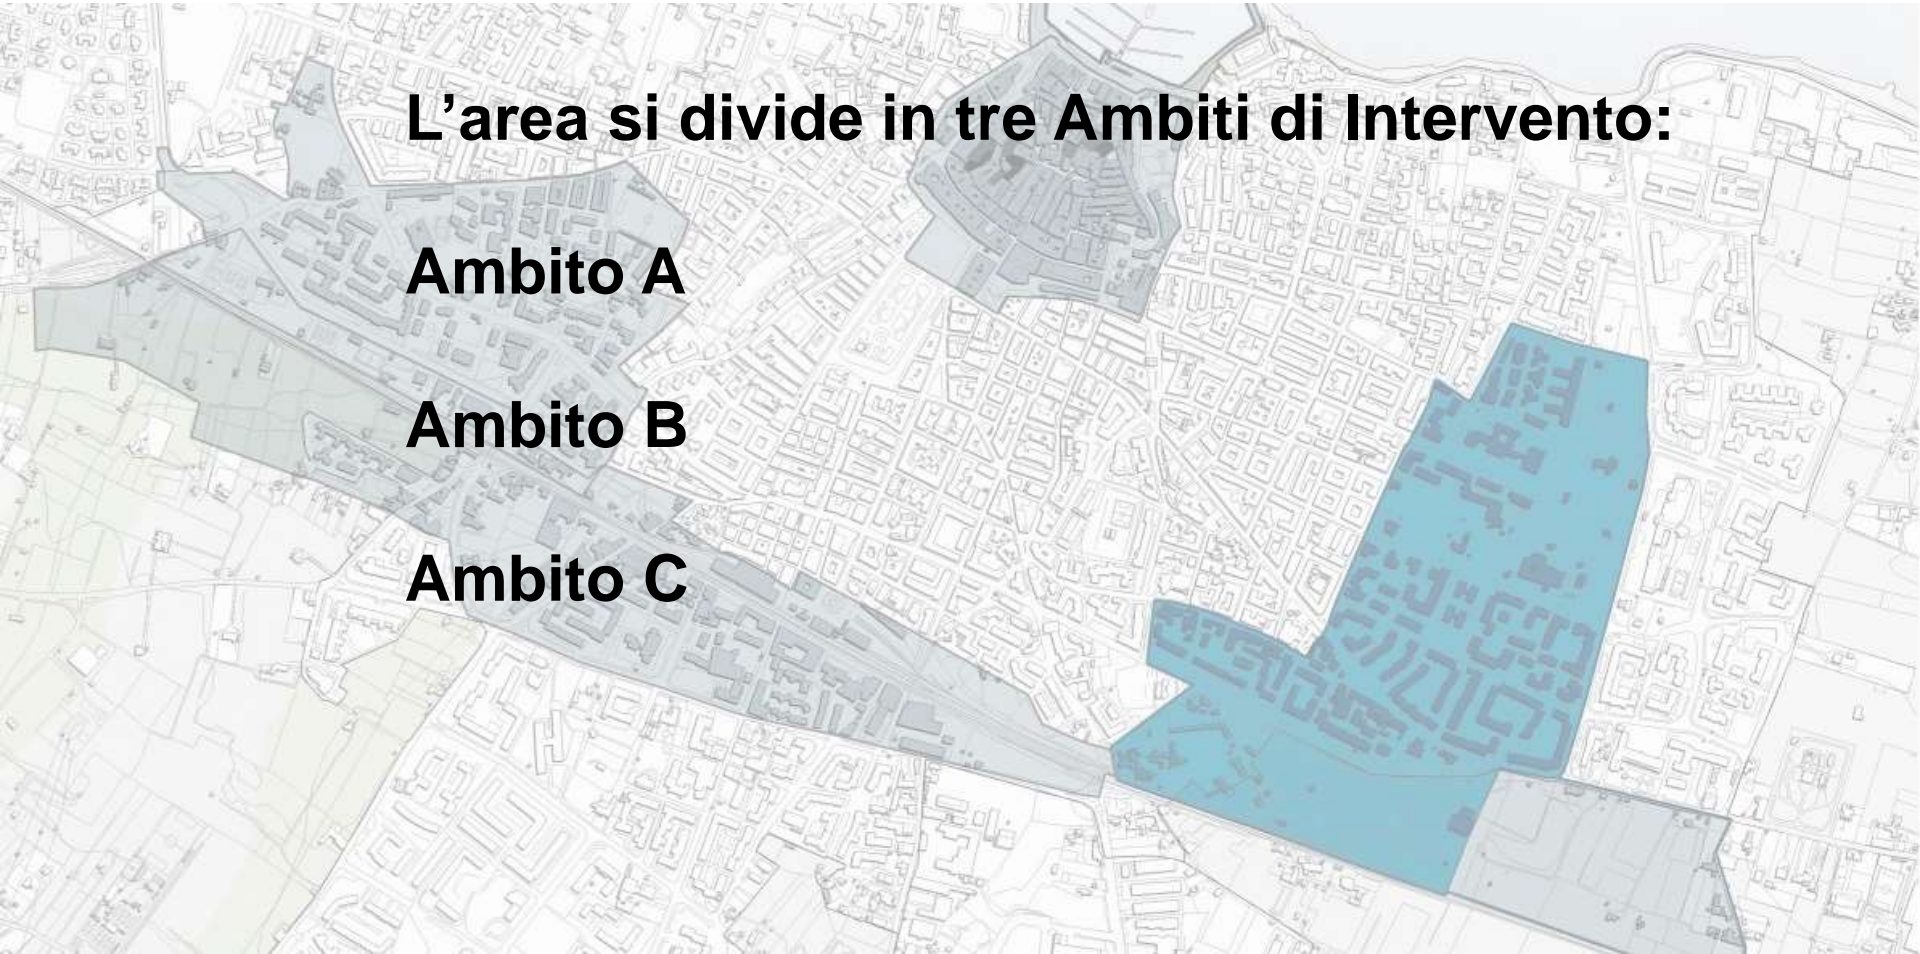 L’area si divide in tre Ambiti di Intervento:
Ambito A
Ambito B
Ambito C